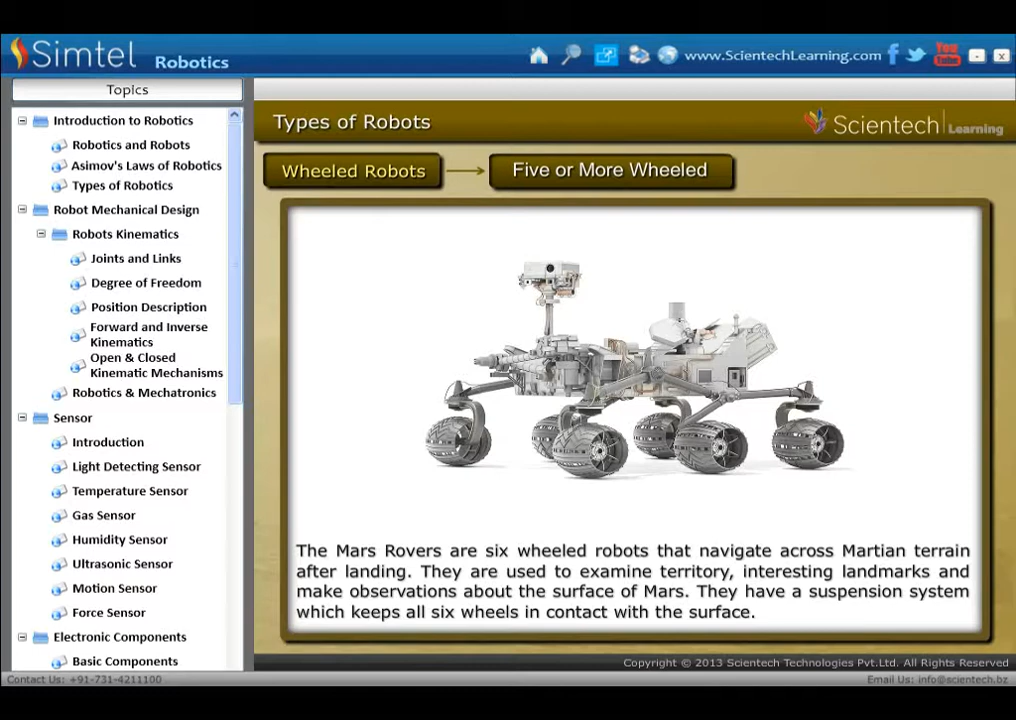 Simtel Robotics
www.ScientechLearning.com
You
Tube
Topics
Introduction to Robotics
Robotics and Robots
Asimov's Laws of Robotics
Types of Robotics
Robot Mechanical Design
Robots Kinematics
Joints and Links
Degree of Freedom
Position Description
Forward and Inverse
Kinematics
Open & Closed
Kinematic Mechanisms
Robotics & Mechatronics
Sensor
Introduction
Light Detecting Sensor
Temperature Sensor
Gas Sensor
Humidity Sensor
Ultrasonic Sensor
Motion Sensor
Force Sensor
Electronic Components
Basic Components
Types of Robots
Scientech Learning
Wheeled Robots
Five or More Wheeled
The Mars Rovers are six wheeled robots that navigate across Martian terrain
after landing. They are used to examine territory, interesting landmarks and
make observations about the surface of Mars. They have a suspension system
which keeps all six wheels in contact with the surface.
Copyright © 2013 Scientech Technologies Pvt.Ltd. All Rights Reserved
Contact Us: +91-731-4211100
Email Us: info@scientech.bz